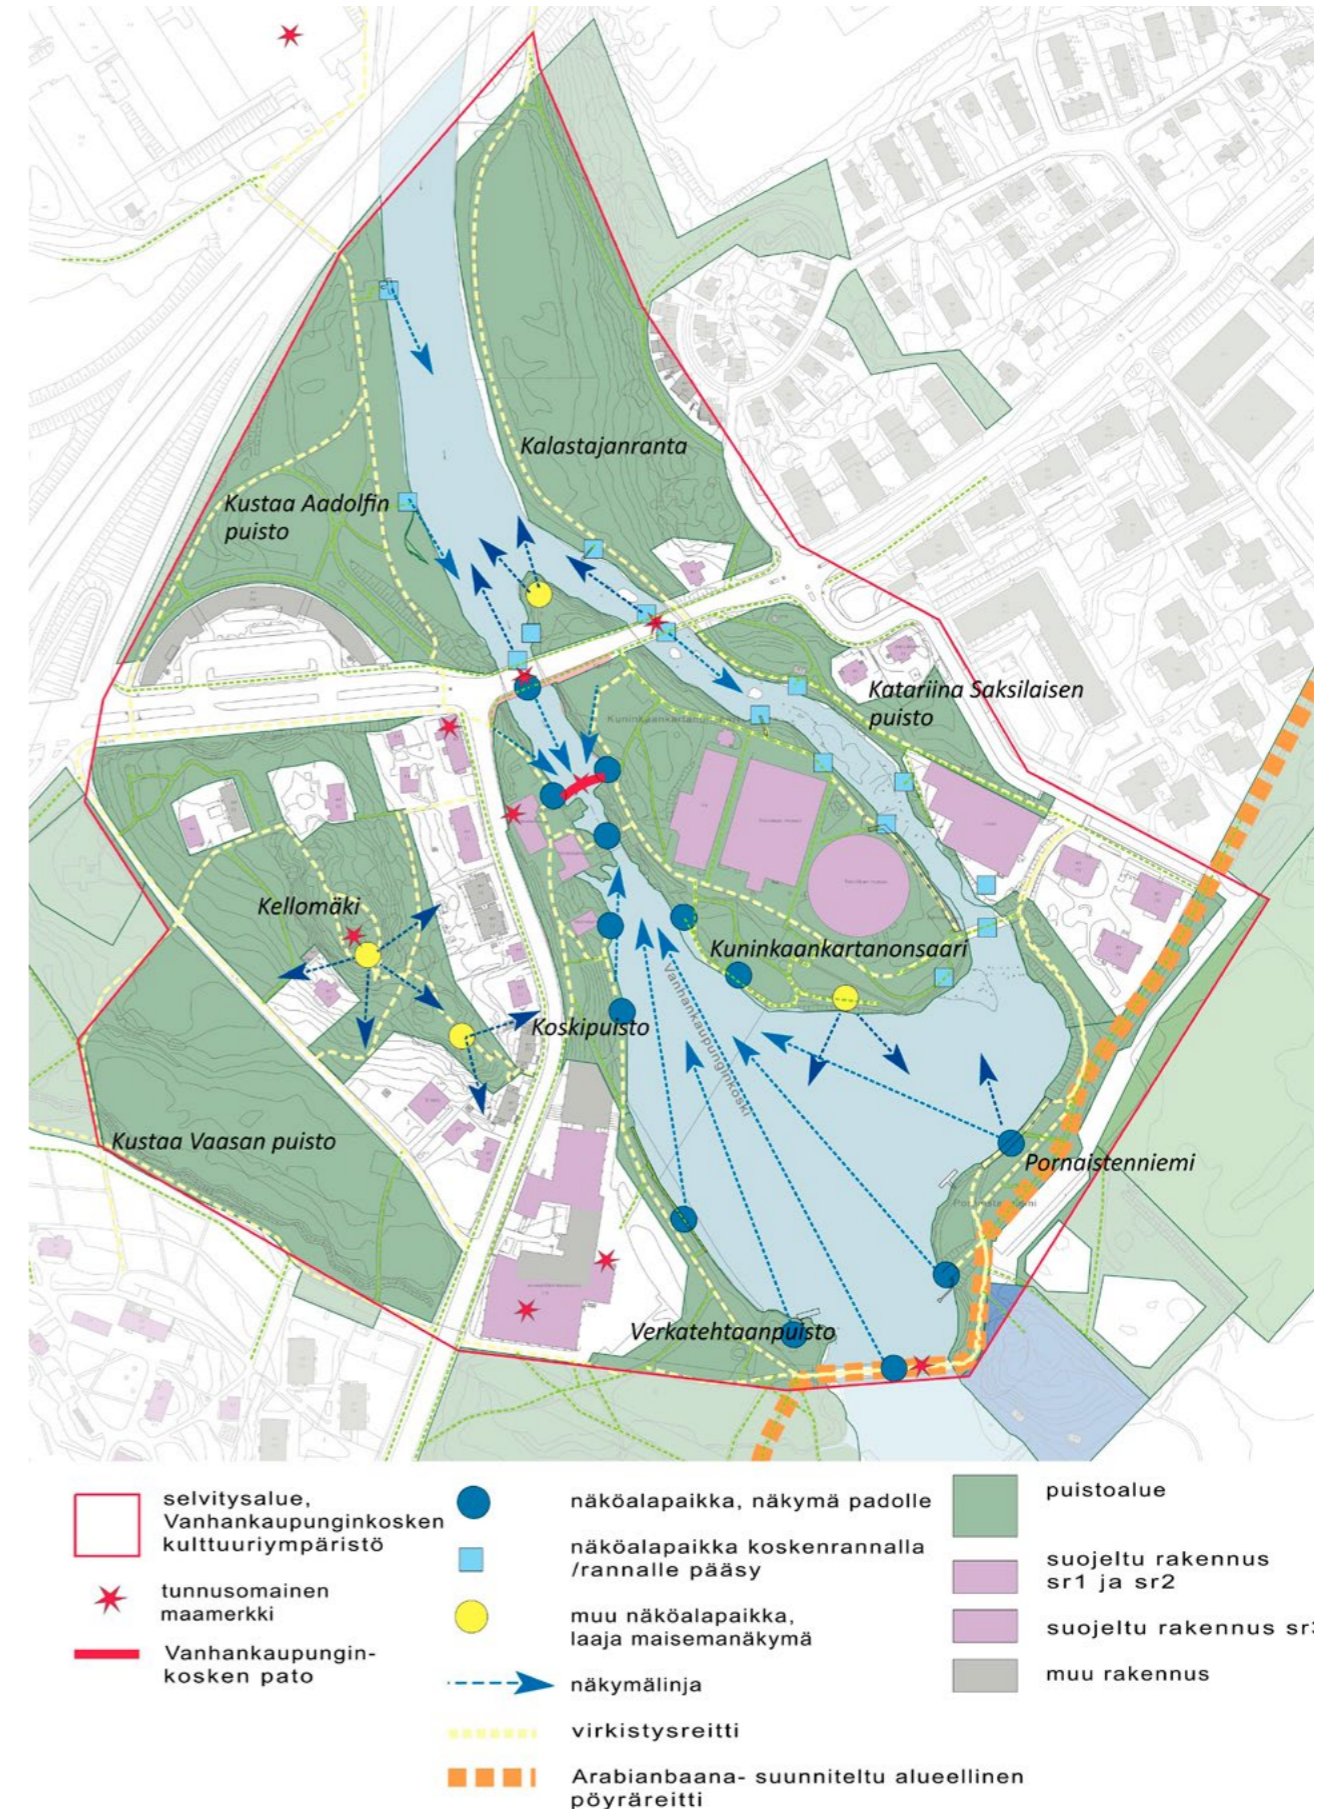 Kalastajanranta
Kustaa Aadolfin
puisto
Katariina Saksilaisen
puisto
Kellomäki
Kuninkaankartanonsaari
Vanhankaupunginkoski
Koskipuisto
Kustaa Vaasan puisto
Pornaistenniemi
Verkatehtaanpuisto
selvitysalue,
Vanhankaupunginkosken
kulttuuriympäristö
tunnusomainen
maamerkki
Vanhankaupungin-
kosken pato
näköalapaikka, näkymä padolle
näköalapaikka koskenrannalla
/rannalle pääsy
muu näköalapaikka,
laaja maisemanäkymä
näkymälinja
virkistysreitti
Arabianbaana- suunniteltu alueellinen
pöyräreitti
puistoalue
suojeltu rakennus
sr1 ja sr2
suojeltu rakennus
muu rakennus